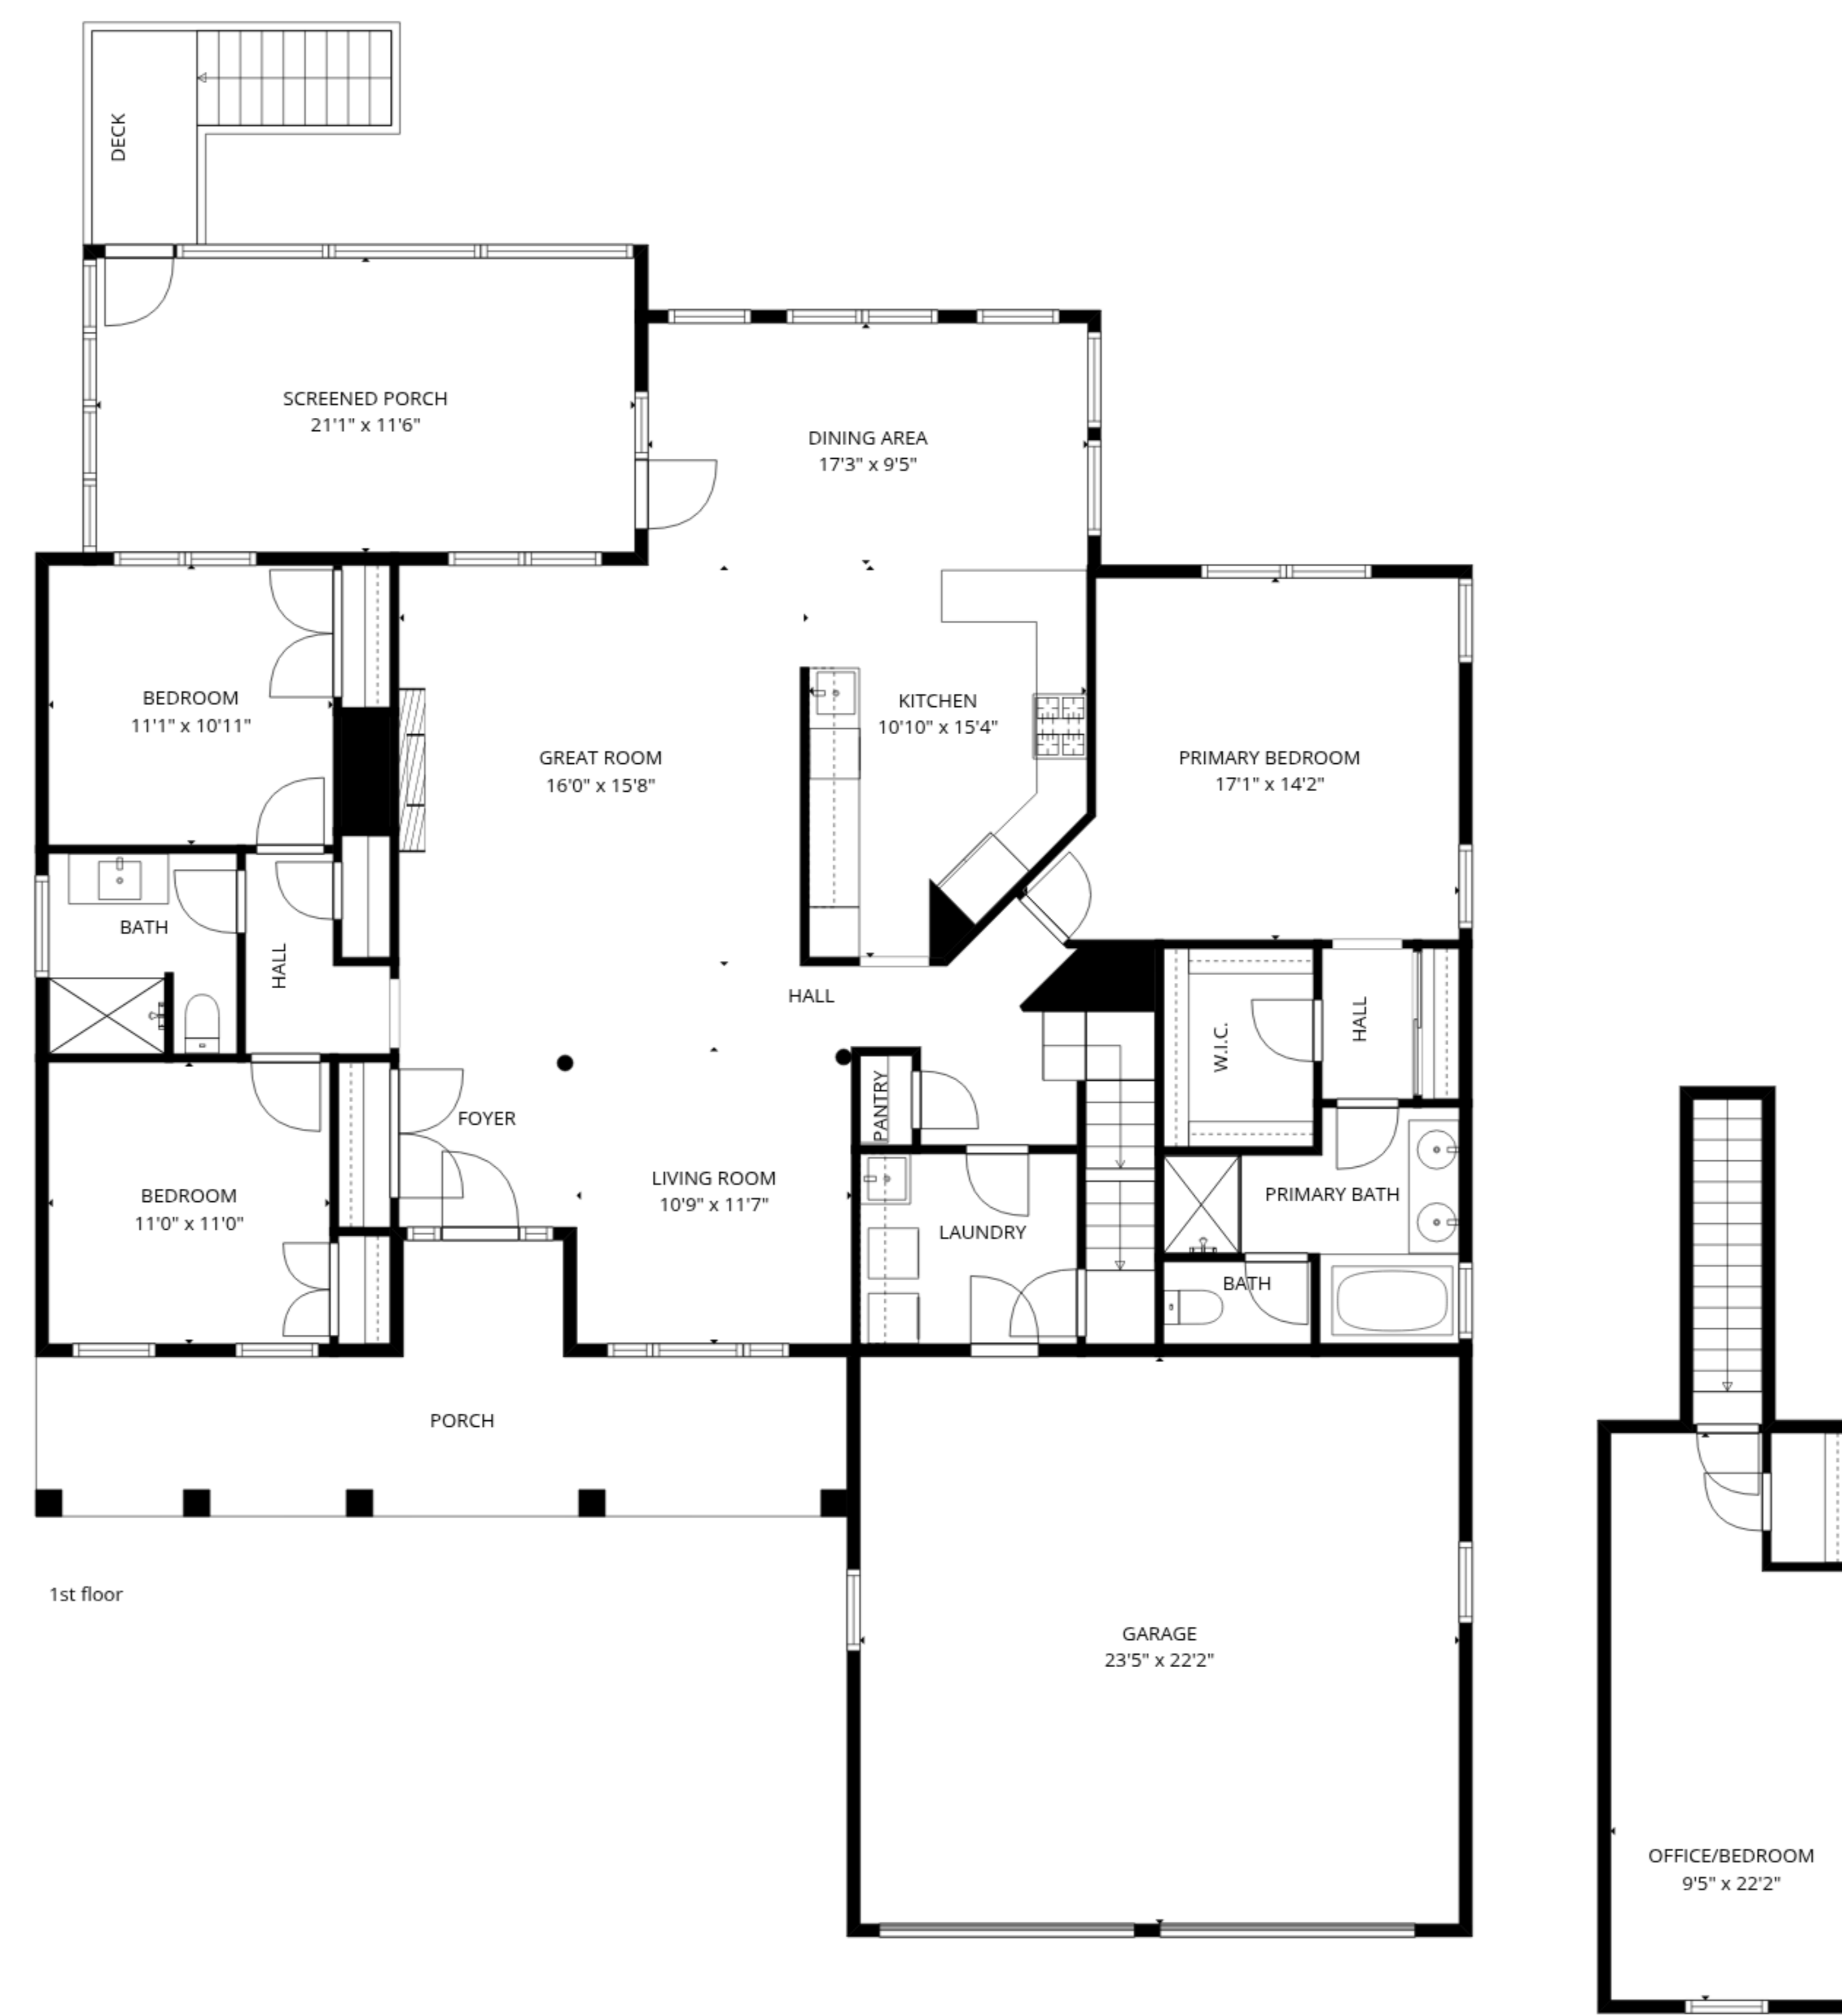 DECK
SCREENED PORCH
21'1" x 11'6"
DINING AREA
17'3" x 9'5"
BEDROOM
11'1" x 10'11"
KITCHEN
10'10" x 15'4"
GREAT ROOM
16'0" x 15'8"
PRIMARY BEDROOM
17'1" x 14'2"
BATH
HALL
HALL
W.I.C.
HALL
PANTRY
FOYER
LIVING ROOM
10'9" x 11'7"
BEDROOM
11'0" x 11'0"
PRIMARY BATH
LAUNDRY
BATH
PORCH
1st floor
GARAGE
23'5" x 22'2"
OFFICE/BEDROOM
9'5" x 22'2"